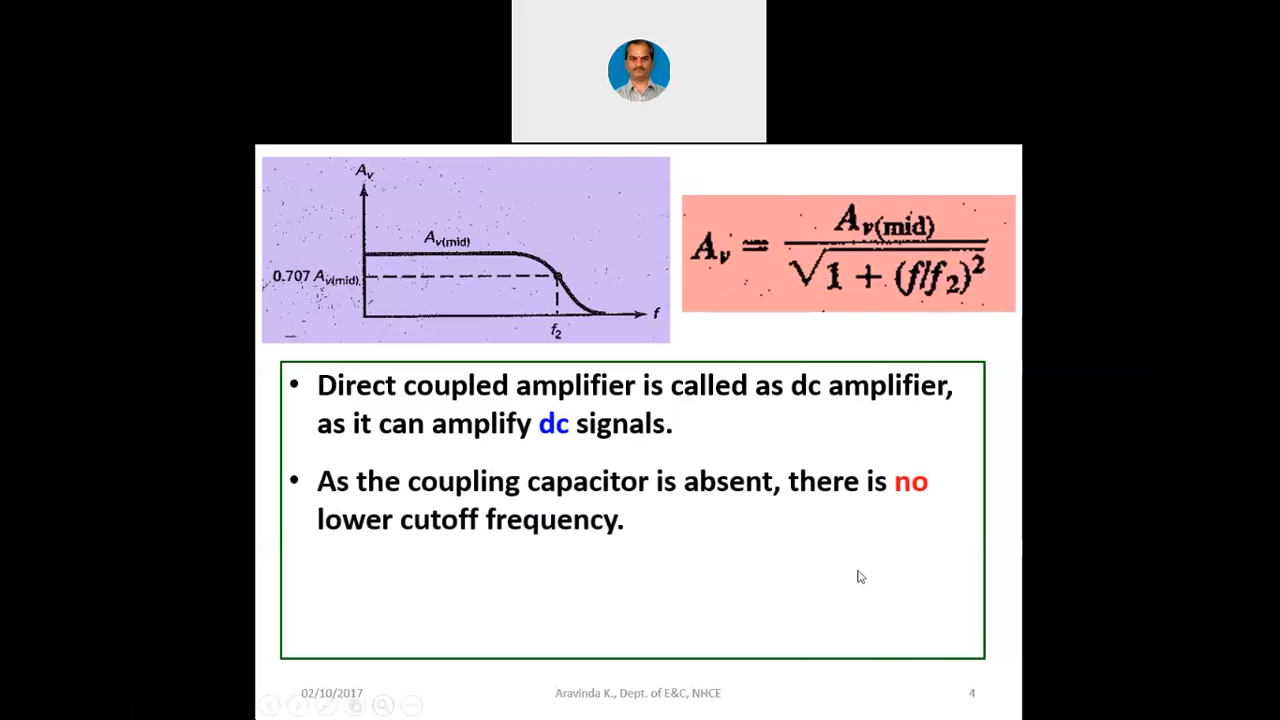 A_v
A_v(mid)
0.707 A_v(mid)
f
f_2
A_v = A_v(mid) / √(1 + (f/f_2)^2)
• Direct coupled amplifier is called as dc amplifier,
as it can amplify dc signals.
• As the coupling capacitor is absent, there is no
lower cutoff frequency.
02/10/2017
Aravinda K., Dept. of E&C, NHCE
4